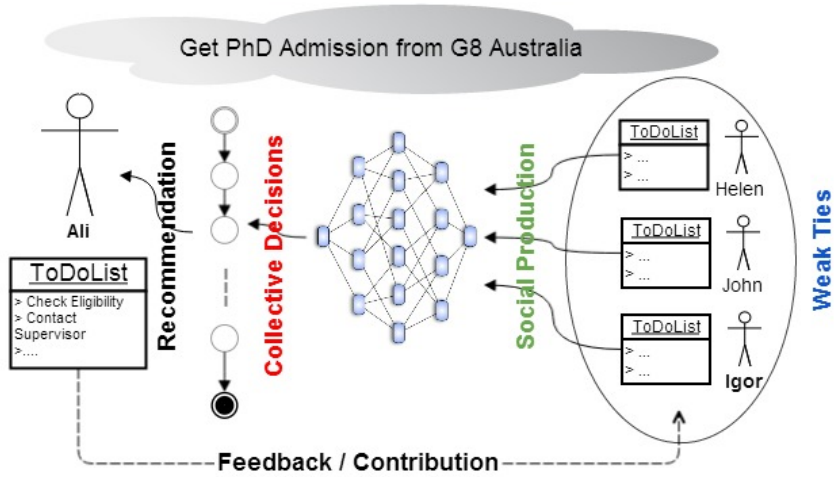 Get PhD Admission from G8 Australia
Ali
ToDoList
> Check Eligibility
> Contact
Supervisor
>....
Recommendation
Collective Decisions
Social Production
ToDoList
> ...
> ...
Helen
ToDoList
> ...
> ...
John
ToDoList
> ...
> ...
Igor
Weak Ties
Feedback / Contribution